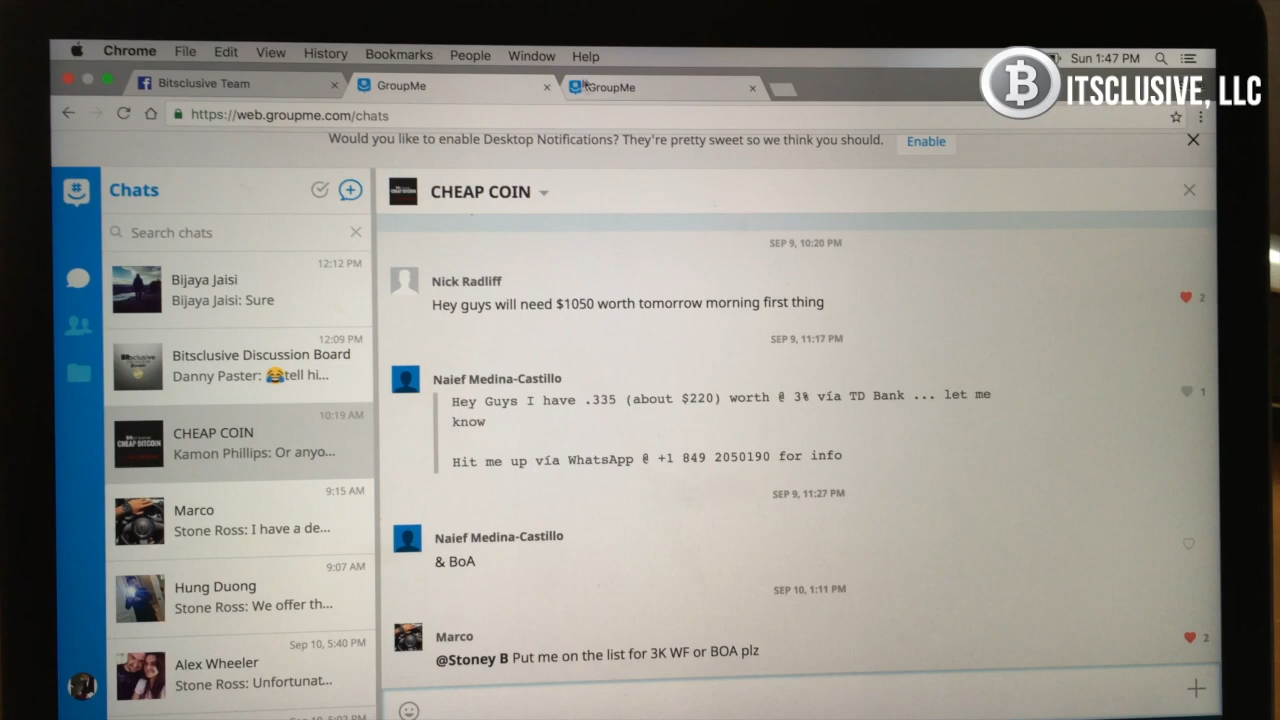 Chrome File Edit View History Bookmarks People Window Help
Sun 1:47 PM
ITSCLUSIVE, LLC
Bitsclusive Team
GroupMe
GroupMe
https://web.groupme.com/chats
Would you like to enable Desktop Notifications? They're pretty sweet so we think you should.
Enable
Chats
Search chats
12:12 PM
Bijaya Jaisi
Bijaya Jaisi: Sure
12:09 PM
Bitsclusive Discussion Board
Danny Paster: 😂tell hi...
10:19 AM
CHEAP COIN
Kamon Phillips: Or anyo...
9:15 AM
Marco
Stone Ross: I have a de...
9:07 AM
Hung Duong
Stone Ross: We offer th...
Sep 10, 5:40 PM
Alex Wheeler
Stone Ross: Unfortunat...
CHEAP COIN
SEP 9, 10:20 PM
Nick Radliff
Hey guys will need $1050 worth tomorrow morning first thing
2
SEP 9, 11:17 PM
Naief Medina-Castillo
Hey Guys I have .335 (about $220) worth @ 3% vía TD Bank ... let me
know
Hit me up vía WhatsApp @ +1 849 2050190 for info
1
SEP 9, 11:27 PM
Naief Medina-Castillo
& BoA
SEP 10, 1:11 PM
Marco
@Stoney B Put me on the list for 3K WF or BOA plz
2